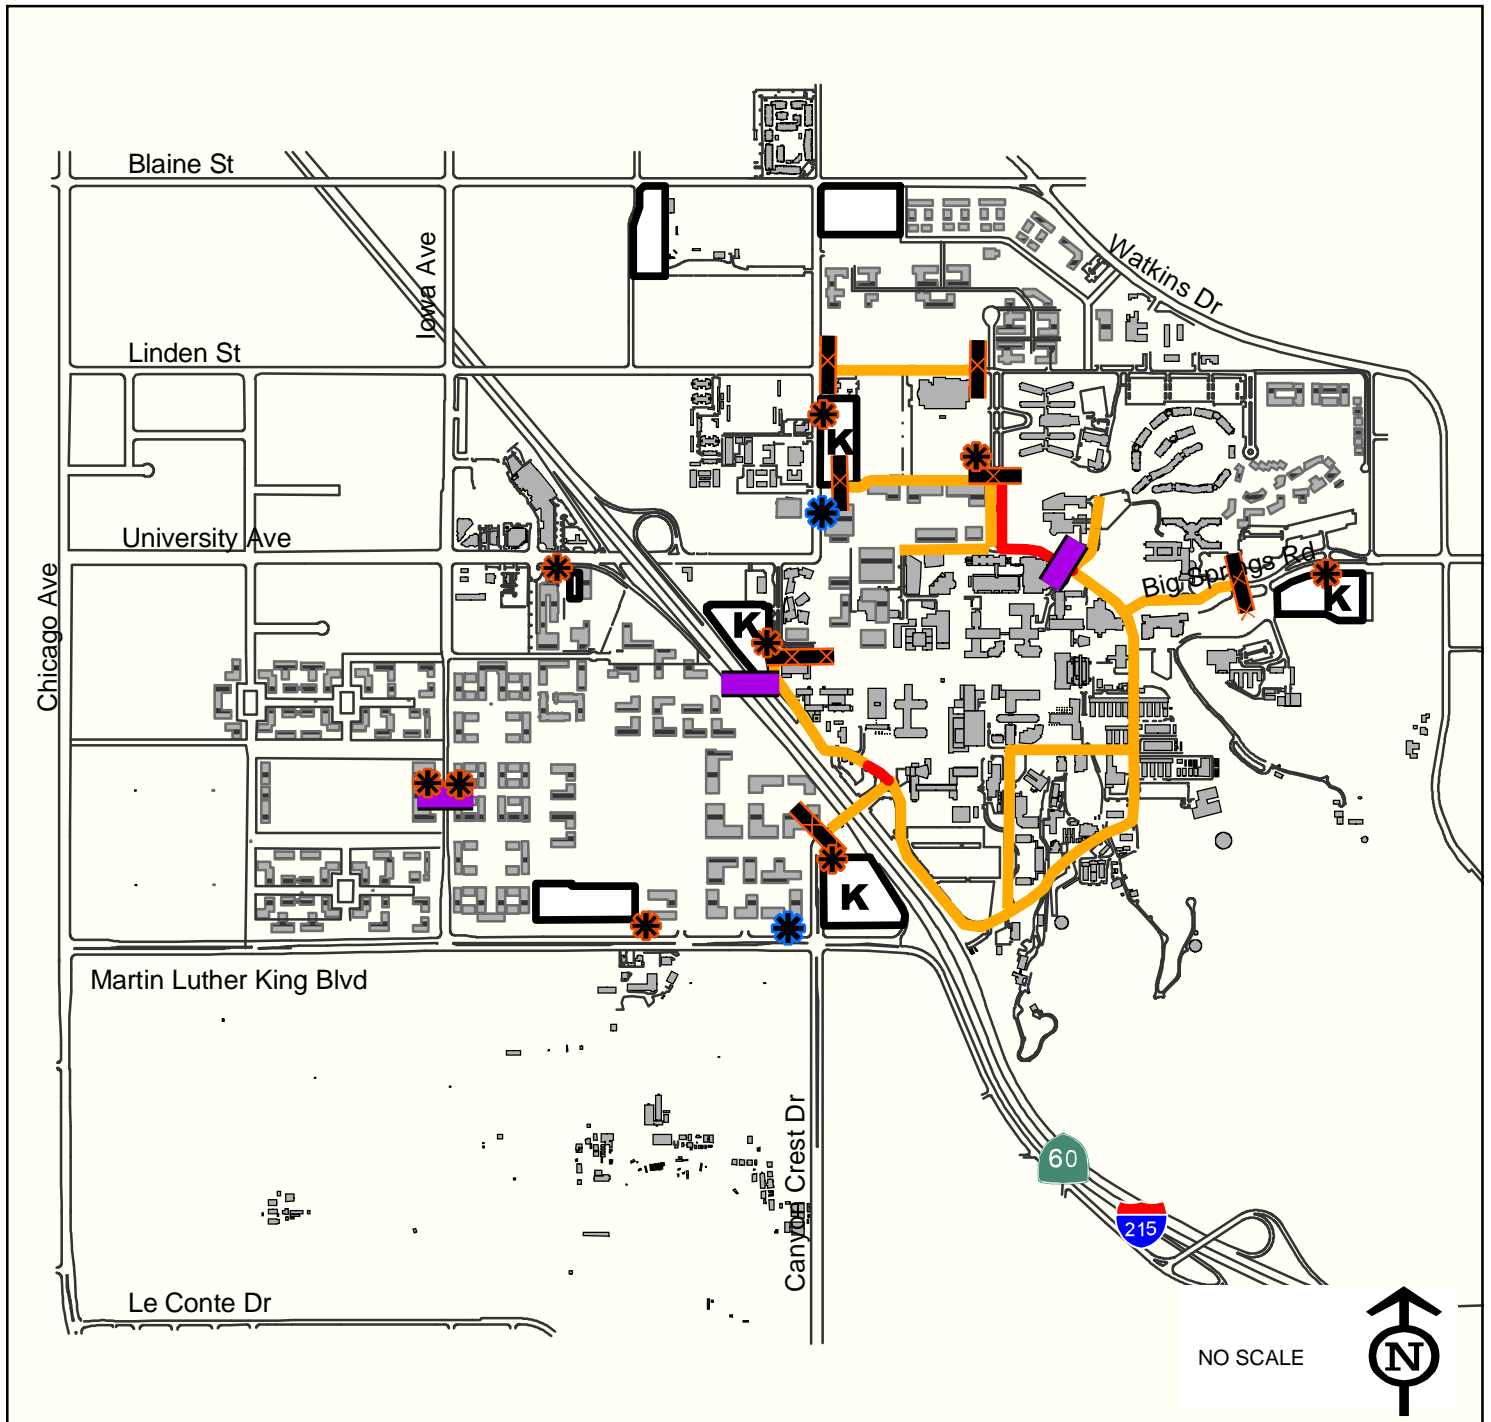 Blaine St
Iowa Ave
Watkins Dr
Linden St
K
University Ave
Big Springs Rd
K
K
Chicago Ave
K
Martin Luther King Blvd
Canyon Crest Dr
60
215
Le Conte Dr
NO SCALE
N